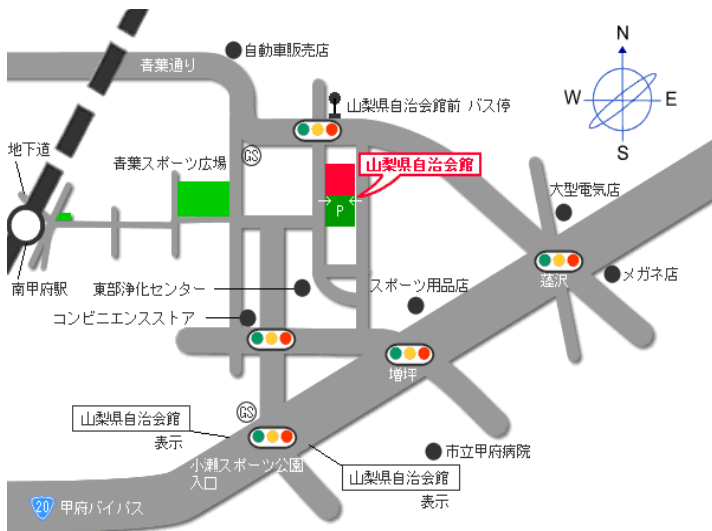 自動車販売店
青葉通り
N
W
E
S
山梨県自治会館前 バス停
地下道
GS
青葉スポーツ広場
山梨県自治会館
大型電気店
P
南甲府駅
東部浄化センター
スポーツ用品店
蓬沢
メガネ店
コンビニエンスストア
増坪
GS
山梨県自治会館
表示
小瀬スポーツ公園
入口
市立甲府病院
山梨県自治会館
表示
20
甲府バイパス